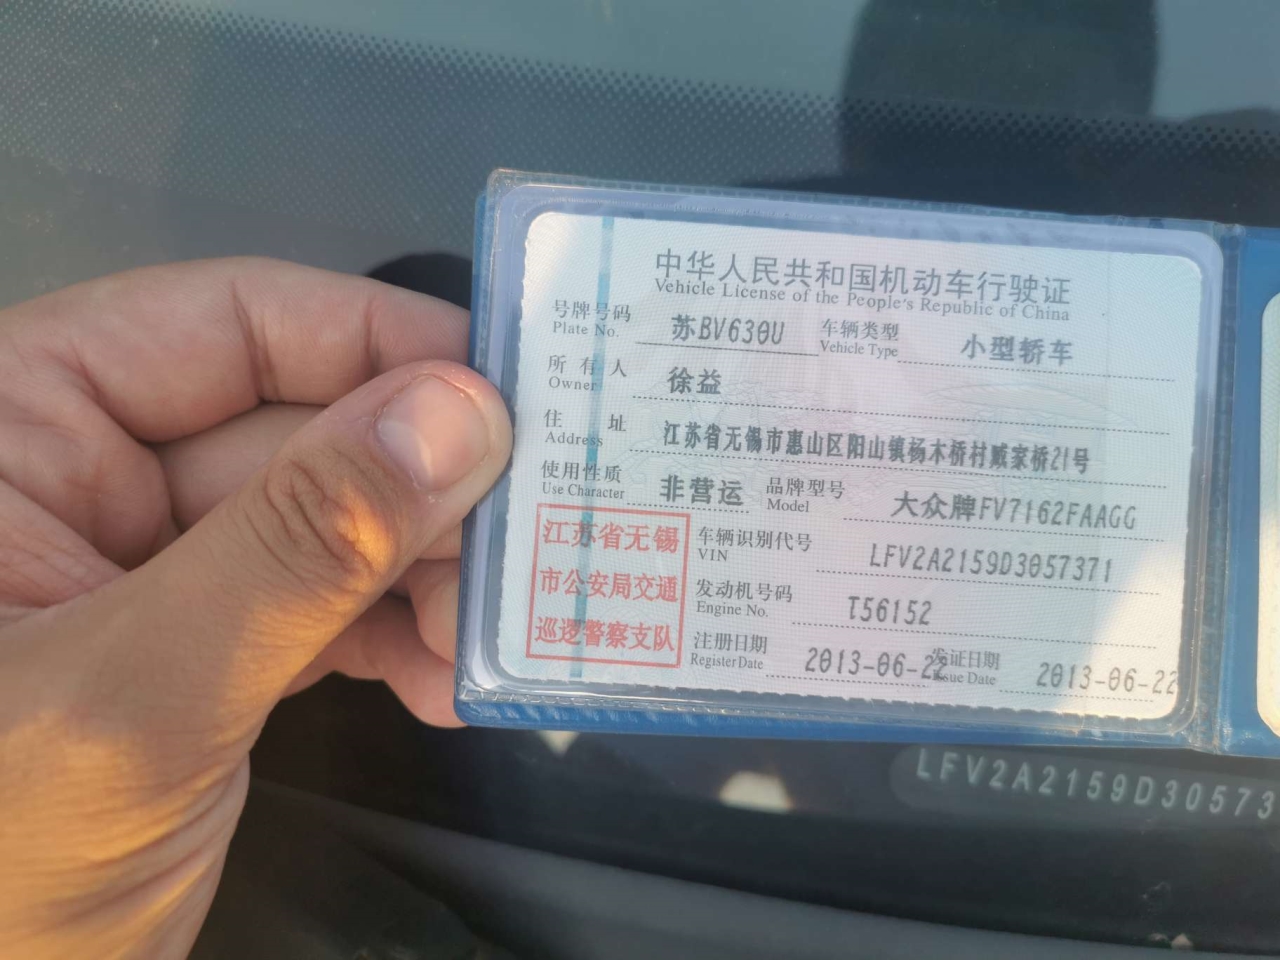 中华人民共和国机动车行驶证
Vehicle License of the People's Republic of China
号牌号码 苏BV630U 车辆类型 小型轿车
Plate No. Vehicle Type
所有人 徐益
Owner
住址 江苏省无锡市惠山区阳山镇杨木桥村臧家桥21号
Address
使用性质 非营运 品牌型号 大众牌FV7162FAAGG
Use Character Model
江苏省无锡
市公安局交通
巡逻警察支队
车辆识别代号 LFV2A2159D3057371
VIN
发动机号码 T56152
Engine No.
注册日期 2013-06-22 发证日期 2013-06-22
Register Date Issue Date
LFV2A2159D30573